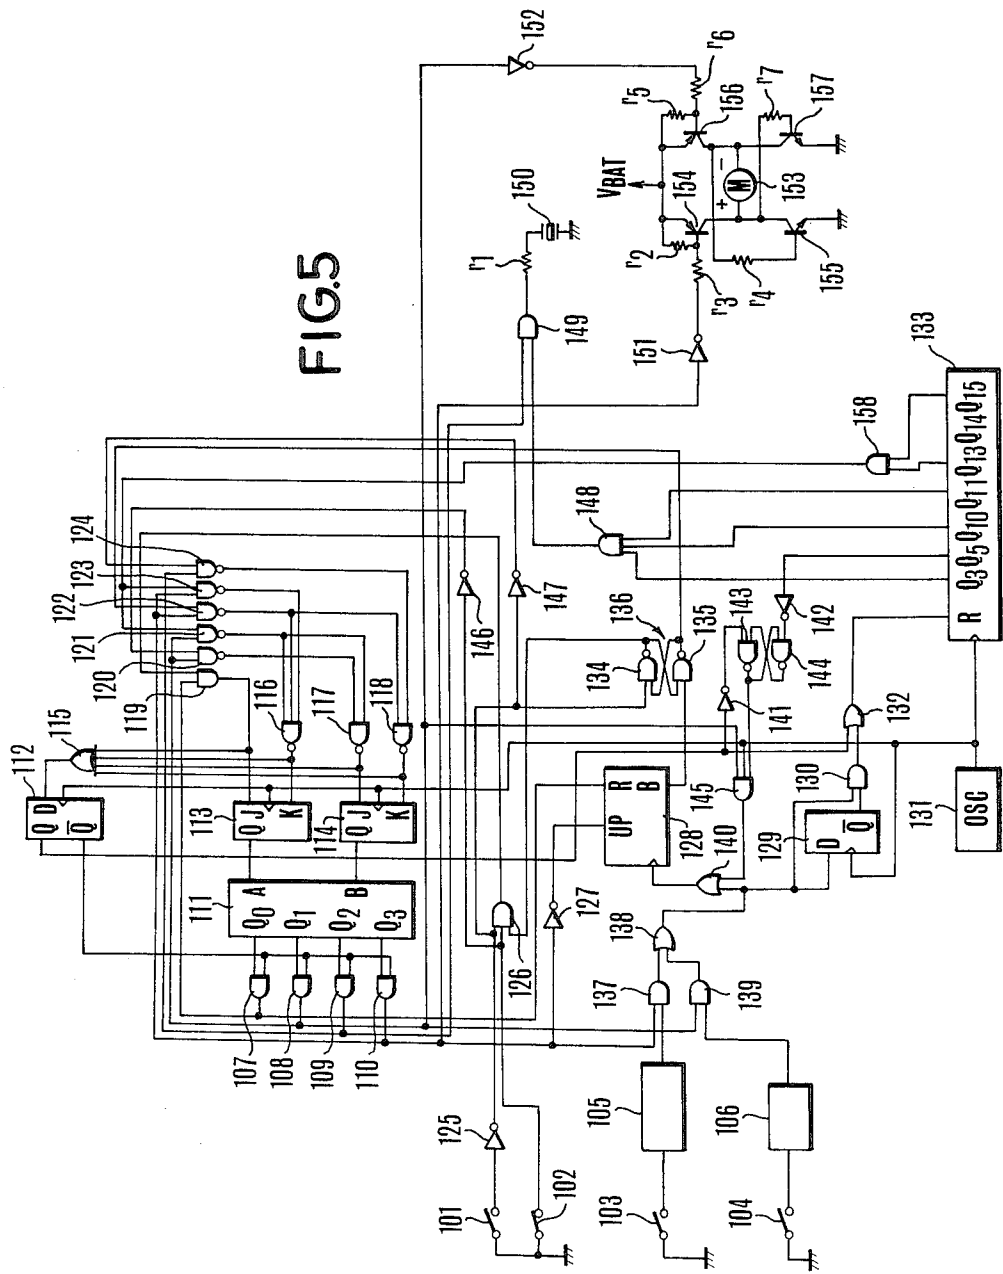 FIG.5
152
r6
r5
156
r7
157
VBAT
154
-
+
M
153
r2
r3
r4
155
150
r1
149
151
133
158
148
R Q3 Q5 Q10 Q11 Q13 Q14 Q15
124
123
122
121
120
119
146
147
136
134
135
143
142
144
141
116
117
118
115
112
Q D
Q̅
113
Q J
K
114
Q J
K
111
A
B
Q0
Q1
Q2
Q3
107
108
109
110
126
127
UP R
B
128
145
140
132
130
129
D Q̅
131
OSC
138
137
139
125
105
106
101
102
103
104